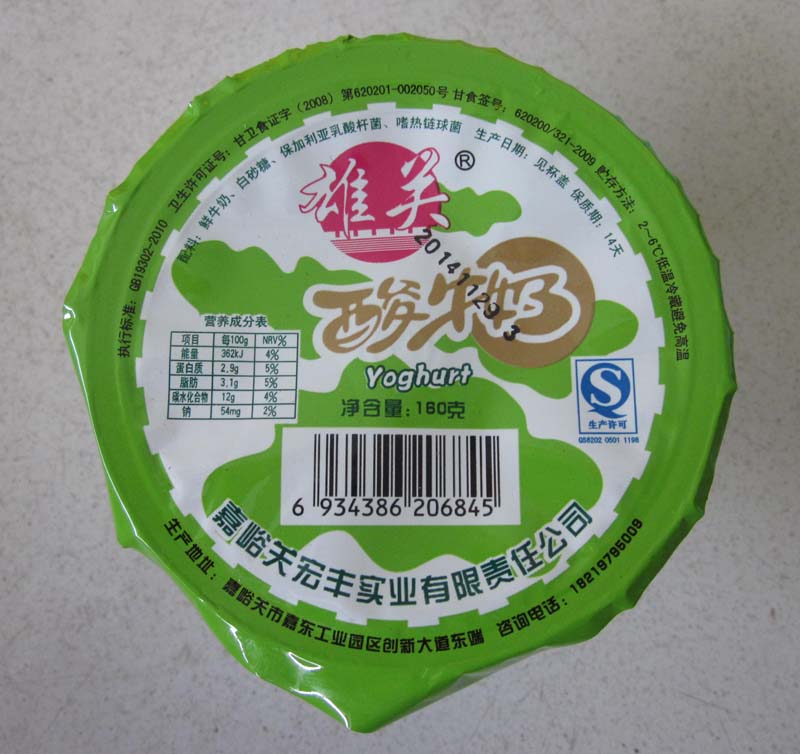 执行标准：GB19302-2010 卫生许可证号：甘卫食证字（2008）第620201-002050号 甘食签号：620200/321-2009 贮存方法：2~6℃低温冷藏避免高温
配料：鲜牛奶、白砂糖、保加利亚乳酸杆菌、嗜热链球菌 生产日期：见杯盖 保质期：14天
雄关®
20141129 3
酸牛奶
Yoghurt
净含量：160克
营养成分表
项目 每100g NRV%
能量 362kJ 4%
蛋白质 2.9g 5%
脂肪 3.1g 5%
碳水化合物 12g 4%
钠 54mg 2%
QS
生产许可
QS6202 0501 1198
6 934386 206845
嘉峪关宏丰实业有限责任公司
生产地址：嘉峪关市嘉东工业园区创新大道东端 咨询电话：18219795009